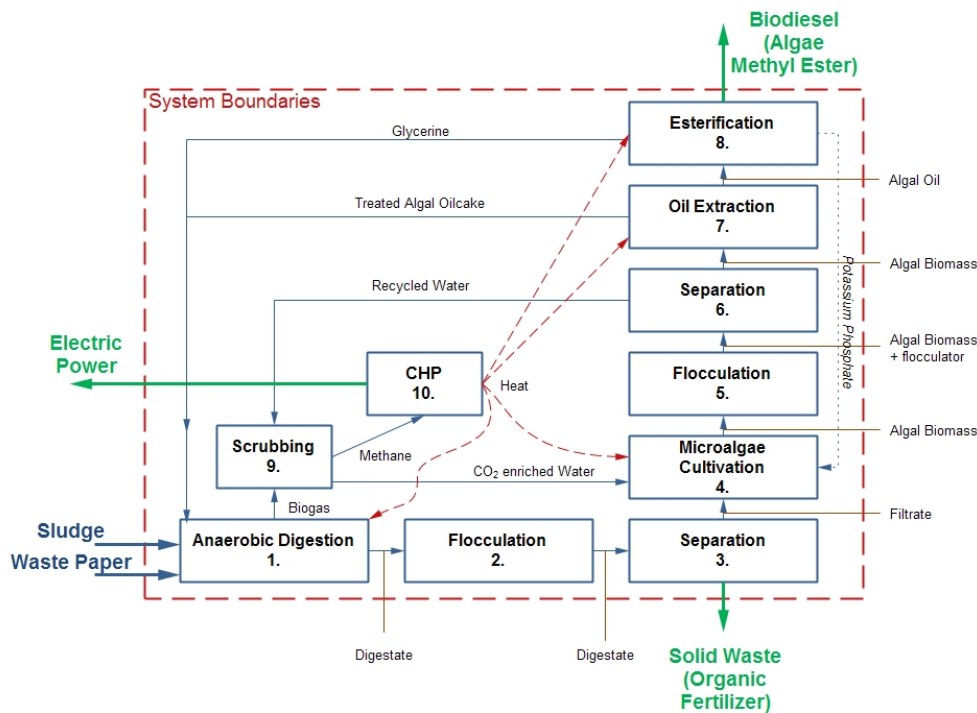 Biodiesel
(Algae
Methyl Ester)
System Boundaries
Esterification
8.
Glycerine
Algal Oil
Treated Algal Oilcake
Oil Extraction
7.
Algal Biomass
Potassium Phosphate
Recycled Water
Separation
6.
Electric
Power
CHP
10.
Heat
Algal Biomass
+ flocculator
Flocculation
5.
Scrubbing
9.
Methane
Algal Biomass
Microalgae
Cultivation
4.
CO₂ enriched Water
Biogas
Filtrate
Sludge
Waste Paper
Anaerobic Digestion
1.
Flocculation
2.
Separation
3.
Digestate
Digestate
Solid Waste
(Organic
Fertilizer)